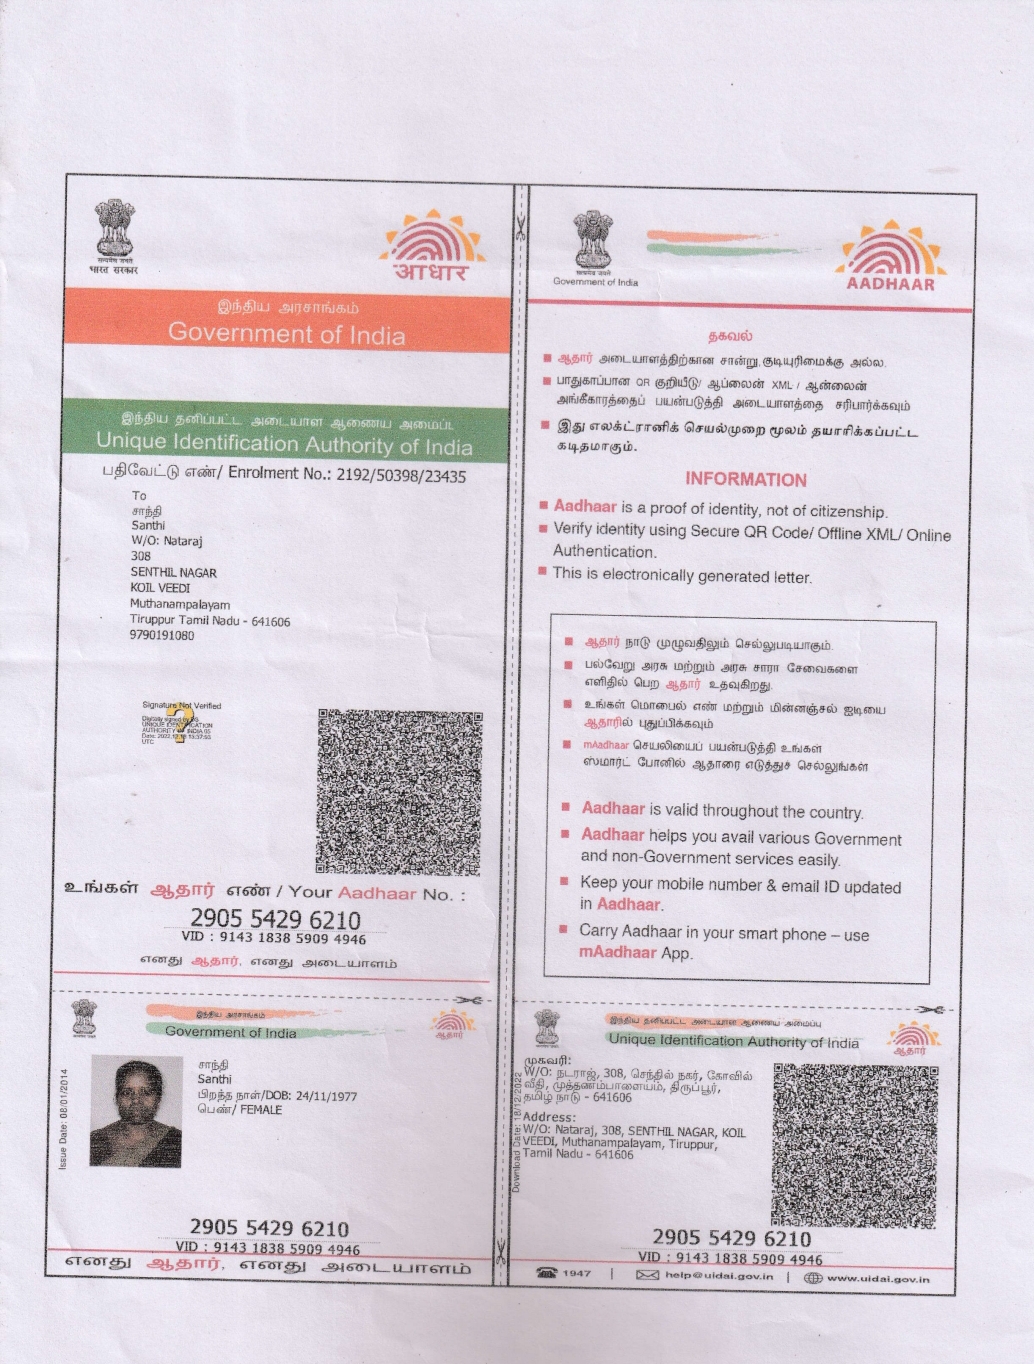 सत्यमेव जयते
भारत सरकार
आधार
இந்திய அரசாங்கம்
Government of India
இந்திய தனிப்பட்ட அடையாள ஆணைய அமைப்பு
Unique Identification Authority of India
பதிவேட்டு எண்/ Enrolment No.: 2192/50398/23435
To
சாந்தி
Santhi
W/O: Nataraj
308
SENTHIL NAGAR
KOIL VEEDI
Muthanampalayam
Tiruppur Tamil Nadu - 641606
9790191080
Signature Not Verified
Digitally signed by DS
UNIQUE IDENTIFICATION
AUTHORITY OF INDIA 05
UTC
உங்கள் ஆதார் எண் / Your Aadhaar No. :
2905 5429 6210
VID : 9143 1838 5909 4946
எனது ஆதார், எனது அடையாளம்
सत्यमेव जयते
Government of India
AADHAAR
தகவல்
ஆதார் அடையாளத்திற்கான சான்று, குடியுரிமைக்கு அல்ல.
பாதுகாப்பான QR குறியீடு/ ஆப்லைன் XML / ஆன்லைன்
அங்கீகாரத்தைப் பயன்படுத்தி அடையாளத்தை சரிபார்க்கவும்
இது எலக்ட்ரானிக் செயல்முறை மூலம் தயாரிக்கப்பட்ட
கடிதமாகும்.
INFORMATION
Aadhaar is a proof of identity, not of citizenship.
Verify identity using Secure QR Code/ Offline XML/ Online
Authentication.
This is electronically generated letter.
ஆதார் நாடு முழுவதிலும் செல்லுபடியாகும்.
பல்வேறு அரசு மற்றும் அரசு சாரா சேவைகளை
எளிதில் பெற ஆதார் உதவுகிறது.
உங்கள் மொபைல் எண் மற்றும் மின்னஞ்சல் ஐடியை
ஆதாரில் புதுப்பிக்கவும்
mAadhaar செயலியைப் பயன்படுத்தி உங்கள்
ஸ்மார்ட் போனில் ஆதாரை எடுத்துச் செல்லுங்கள்
Aadhaar is valid throughout the country.
Aadhaar helps you avail various Government
and non-Government services easily.
Keep your mobile number & email ID updated
in Aadhaar.
Carry Aadhaar in your smart phone – use
mAadhaar App.
இந்திய அரசாங்கம்
Government of India
ஆதார்
Issue Date: 08/01/2014
சாந்தி
Santhi
பிறந்த நாள்/DOB: 24/11/1977
பெண்/ FEMALE
2905 5429 6210
VID : 9143 1838 5909 4946
எனது ஆதார், எனது அடையாளம்
இந்திய தனிப்பட்ட அடையாள ஆணைய அமைப்பு
Unique Identification Authority of India
ஆதார்
Download Date: 18/12/2022
முகவரி:
W/O: நடராஜ், 308, செந்தில் நகர், கோவில்
வீதி, முத்தணம்பாளையம், திருப்பூர்,
தமிழ் நாடு - 641606
Address:
W/O: Nataraj, 308, SENTHIL NAGAR, KOIL
VEEDI, Muthanampalayam, Tiruppur,
Tamil Nadu - 641606
2905 5429 6210
VID : 9143 1838 5909 4946
1947 | help@uidai.gov.in | www.uidai.gov.in